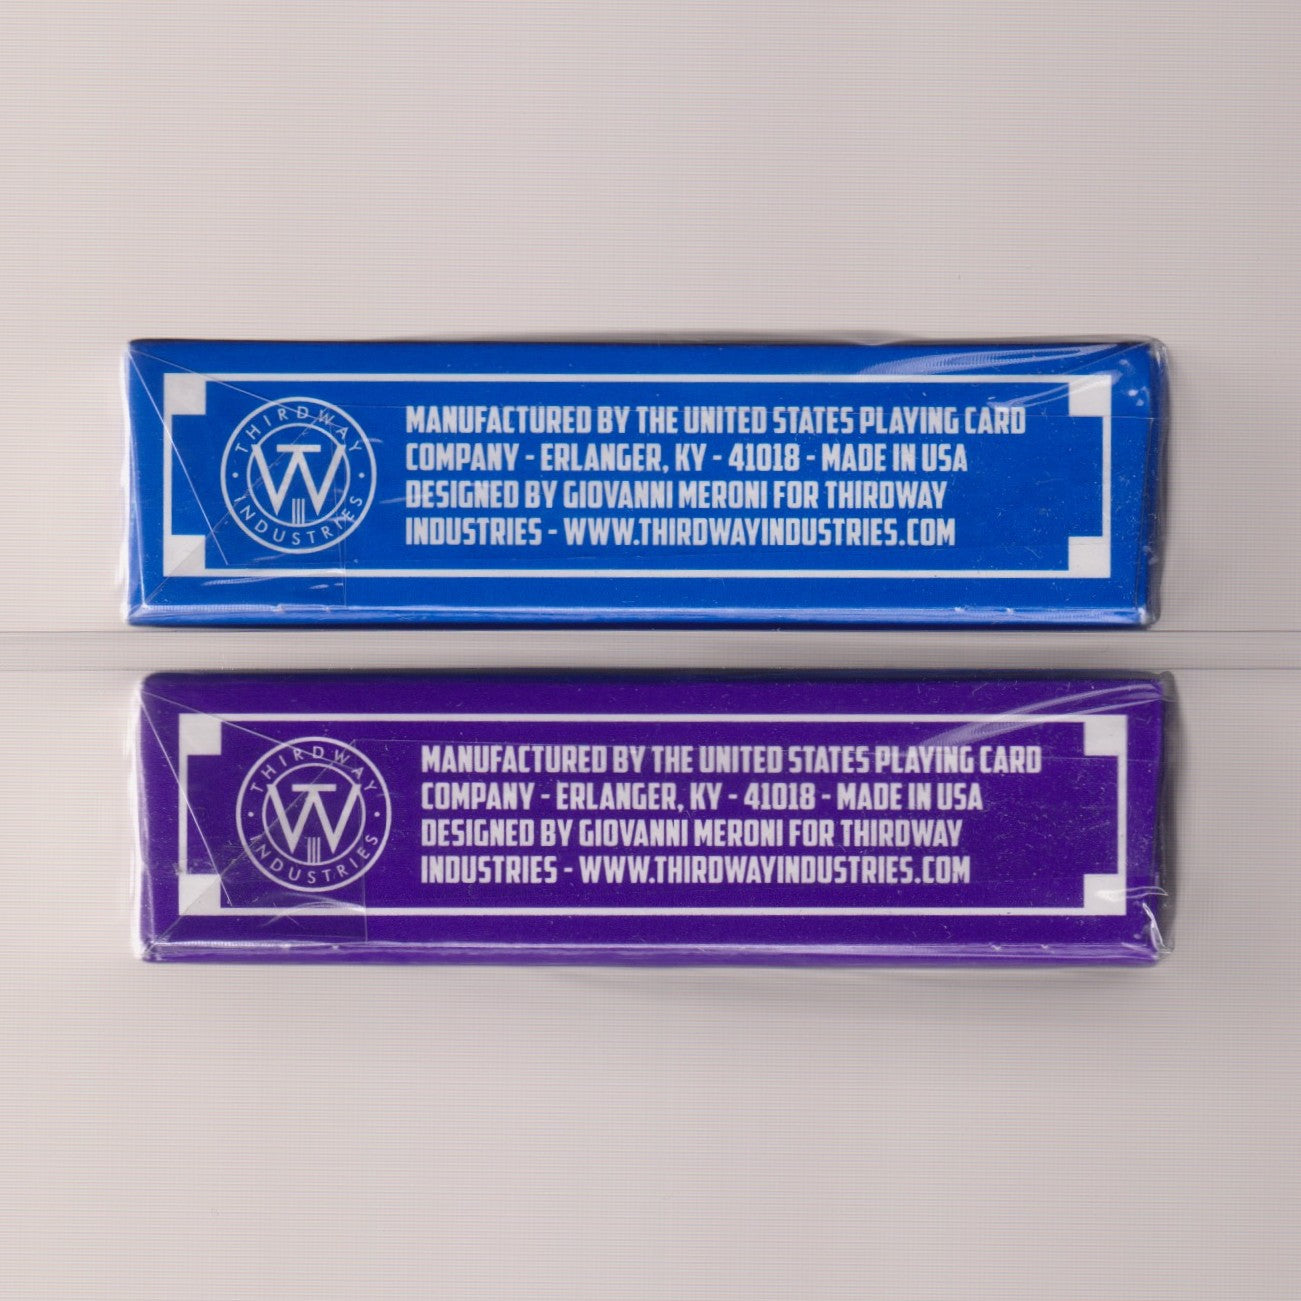 THIRDWAY
INDUSTRIES
MANUFACTURED BY THE UNITED STATES PLAYING CARD
COMPANY - ERLANGER, KY - 41018 - MADE IN USA
DESIGNED BY GIOVANNI MERONI FOR THIRDWAY
INDUSTRIES - WWW.THIRDWAYINDUSTRIES.COM
THIRDWAY
INDUSTRIES
MANUFACTURED BY THE UNITED STATES PLAYING CARD
COMPANY - ERLANGER, KY - 41018 - MADE IN USA
DESIGNED BY GIOVANNI MERONI FOR THIRDWAY
INDUSTRIES - WWW.THIRDWAYINDUSTRIES.COM